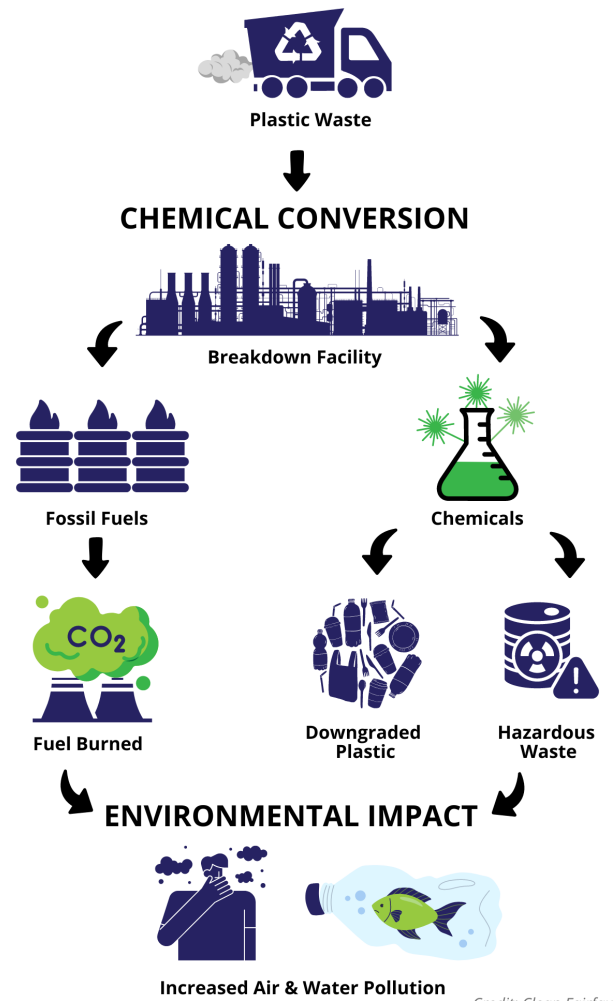 Plastic Waste
CHEMICAL CONVERSION
Breakdown Facility
Fossil Fuels
Chemicals
CO2
Fuel Burned
Downgraded
Plastic
Hazardous
Waste
!
ENVIRONMENTAL IMPACT
Increased Air & Water Pollution